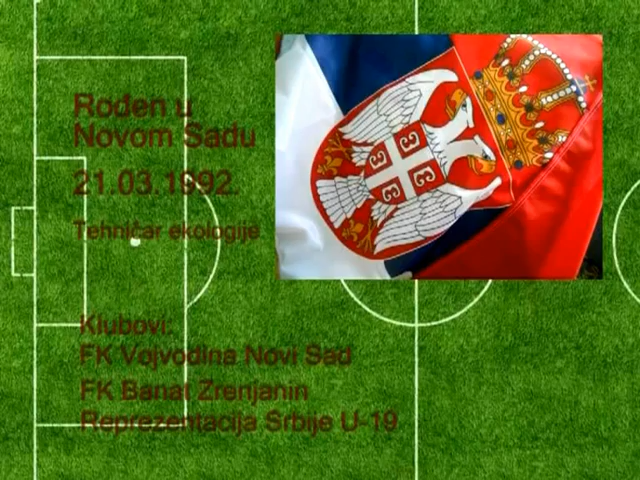 Rođen u
Novom Sadu
21.03.1992.
Tehničar ekologije
Klubovi:
FK Vojvodina Novi Sad
FK Banat Zrenjanin
Reprezentacija Srbije U-19